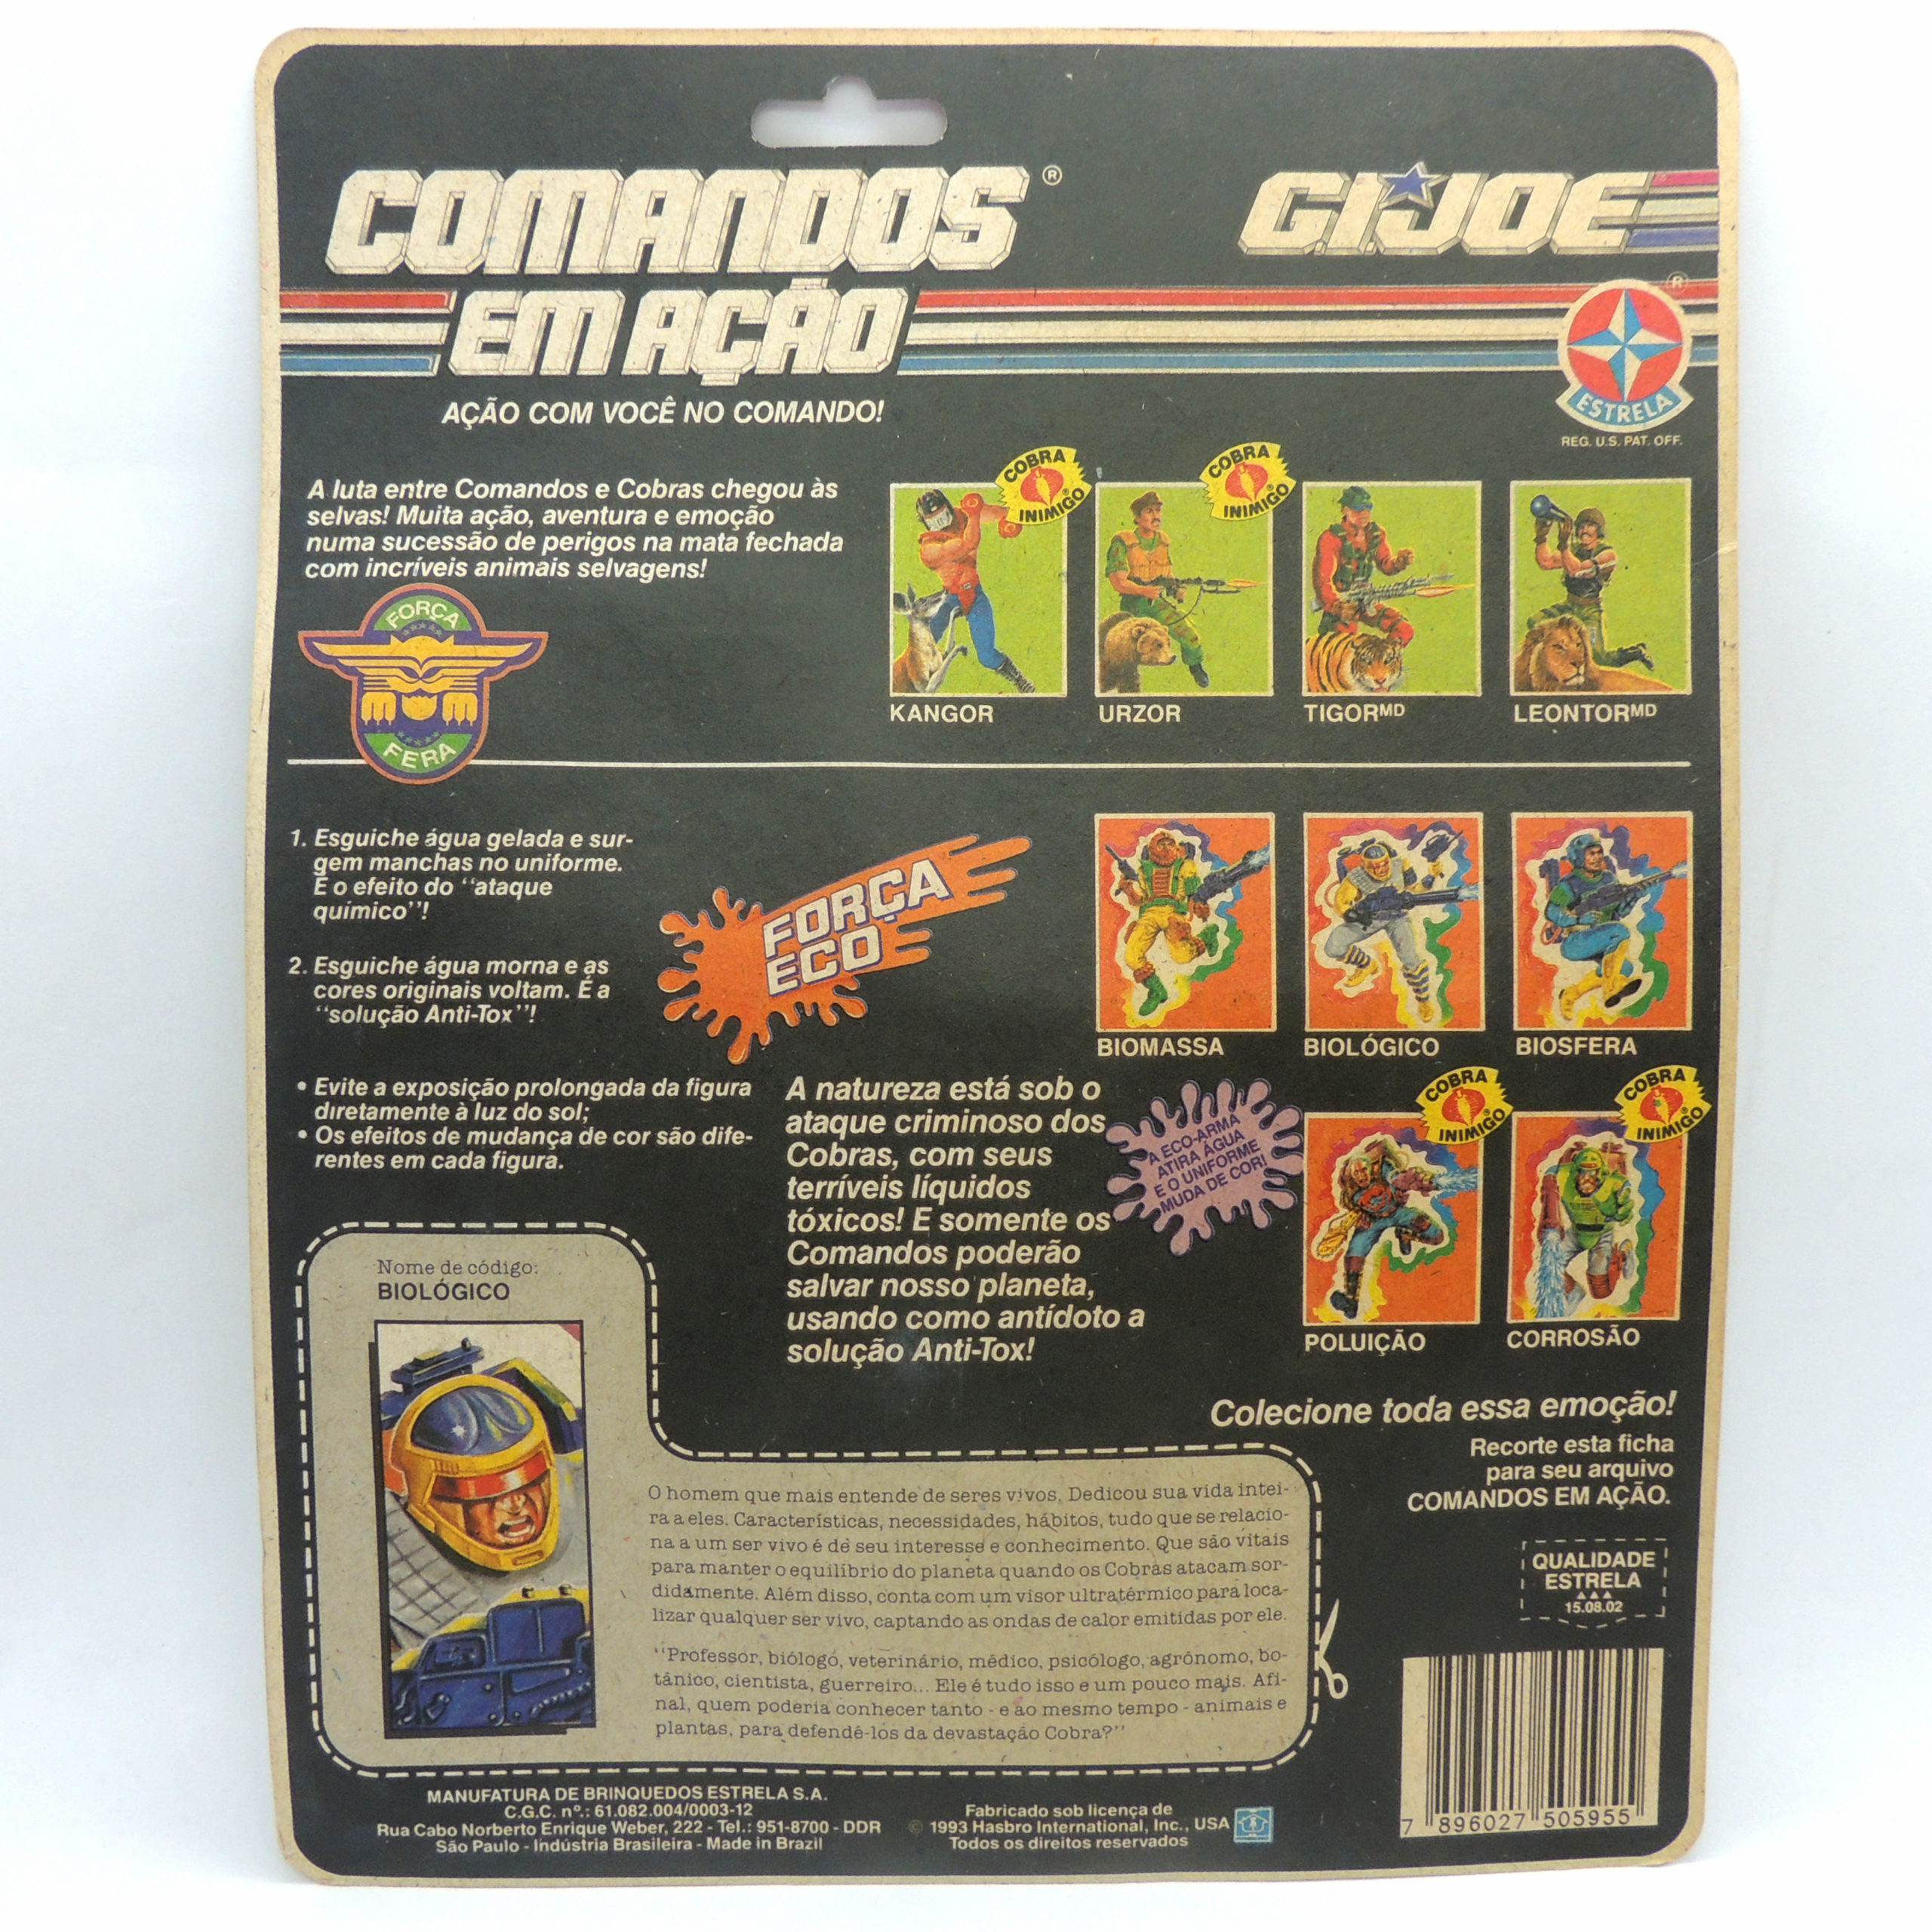 COMANDOS®
EM AÇÃO
G.I.JOE
AÇÃO COM VOCÊ NO COMANDO!
®
ESTRELA
REG. U.S. PAT. OFF.
A luta entre Comandos e Cobras chegou às
selvas! Muita ação, aventura e emoção
numa sucessão de perigos na mata fechada
com incríveis animais selvagens!
FORÇA
FERA
COBRA
INIMIGO
COBRA
INIMIGO
KANGOR
URZOR
TIGORMD
LEONTORMD
1. Esguiche água gelada e sur-
gem manchas no uniforme.
É o efeito do "ataque
químico"!
2. Esguiche água morna e as
cores originais voltam. É a
"solução Anti-Tox"!
FORÇA
ECO
BIOMASSA
BIOLÓGICO
BIOSFERA
• Evite a exposição prolongada da figura
diretamente à luz do sol;
• Os efeitos de mudança de cor são dife-
rentes em cada figura.
A natureza está sob o
ataque criminoso dos
Cobras, com seus
terríveis líquidos
tóxicos! E somente os
Comandos poderão
salvar nosso planeta,
usando como antídoto a
solução Anti-Tox!
A ECO-ARMA
ATIRA ÁGUA
E O UNIFORME
MUDA DE COR!
COBRA
INIMIGO
COBRA
INIMIGO
POLUIÇÃO
CORROSÃO
Colecione toda essa emoção!
Recorte esta ficha
para seu arquivo
COMANDOS EM AÇÃO.
Nome de código:
BIOLÓGICO
O homem que mais entende de seres vivos. Dedicou sua vida intei-
ra a eles. Características, necessidades, hábitos, tudo que se relacio-
na a um ser vivo é de seu interesse e conhecimento. Que são vitais
para manter o equilíbrio do planeta quando os Cobras atacam sor-
didamente. Além disso, conta com um visor ultratérmico para loca-
lizar qualquer ser vivo, captando as ondas de calor emitidas por ele.
"Professor, biólogo, veterinário, médico, psicólogo, agrônomo, bo-
tânico, cientista, guerreiro... Ele é tudo isso e um pouco mais. Afi-
nal, quem poderia conhecer tanto - e ao mesmo tempo - animais e
plantas, para defendê-los da devastação Cobra?"
QUALIDADE
ESTRELA
15.08.02
MANUFATURA DE BRINQUEDOS ESTRELA S.A.
C.G.C. nº.: 61.082.004/0003-12
Rua Cabo Norberto Enrique Weber, 222 - Tel.: 951-8700 - DDR
São Paulo - Indústria Brasileira - Made in Brazil
Fabricado sob licença de
© 1993 Hasbro International, Inc., USA
Todos os direitos reservados
7 896027 505955